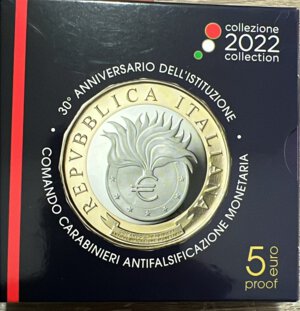 collezione
2022
collection
30° ANNIVERSARIO DELL'ISTITUZIONE
COMANDO CARABINIERI ANTIFALSIFICAZIONE MONETARIA
REPVBBLICA ITALIANA
€
5 euro
proof